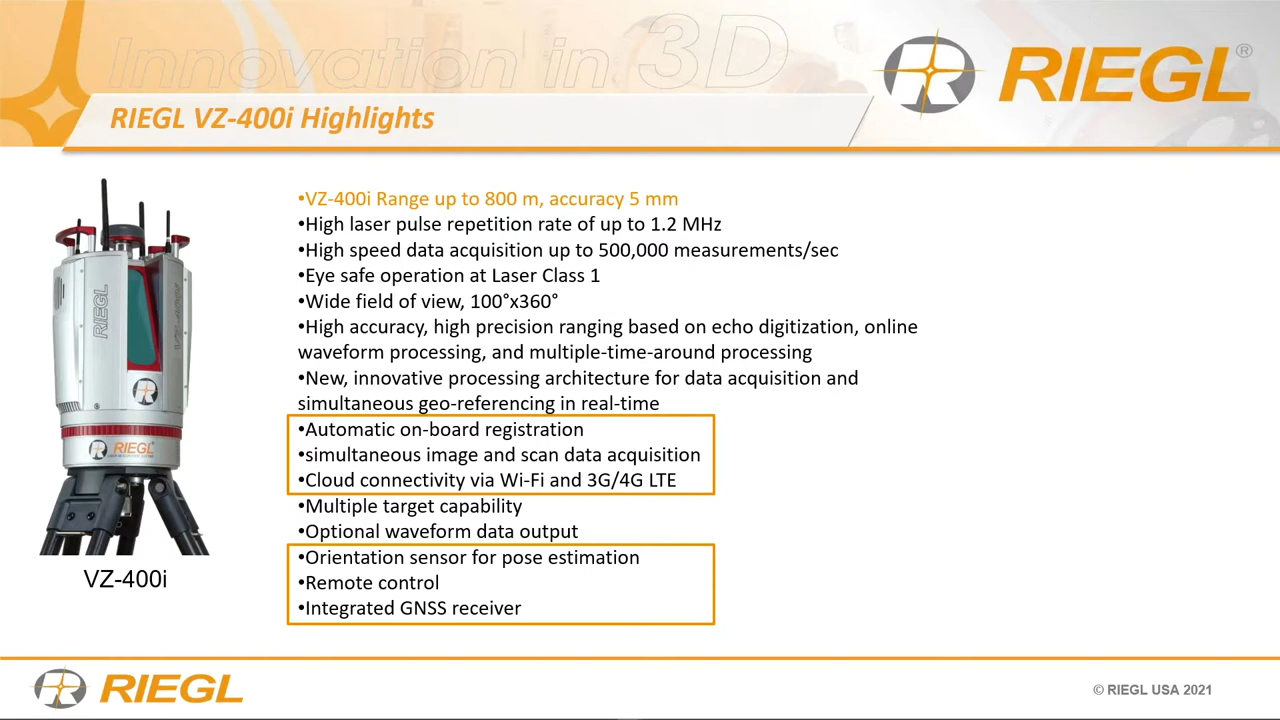 Innovation in 3D
RIEGL®
RIEGL VZ-400i Highlights
•VZ-400i Range up to 800 m, accuracy 5 mm
•High laser pulse repetition rate of up to 1.2 MHz
•High speed data acquisition up to 500,000 measurements/sec
•Eye safe operation at Laser Class 1
•Wide field of view, 100°x360°
•High accuracy, high precision ranging based on echo digitization, online
waveform processing, and multiple-time-around processing
•New, innovative processing architecture for data acquisition and
simultaneous geo-referencing in real-time
•Automatic on-board registration
•simultaneous image and scan data acquisition
•Cloud connectivity via Wi-Fi and 3G/4G LTE
•Multiple target capability
•Optional waveform data output
•Orientation sensor for pose estimation
•Remote control
•Integrated GNSS receiver
RIEGL
RIEGL
VZ-400i
RIEGL
© RIEGL USA 2021